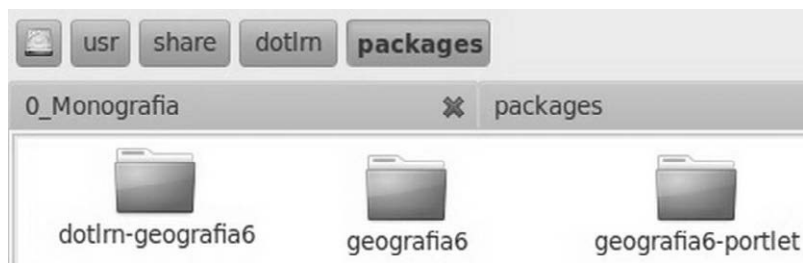 usr share dotlrn packages
0_Monografia packages
dotlrn-geografia6 geografia6 geografia6-portlet